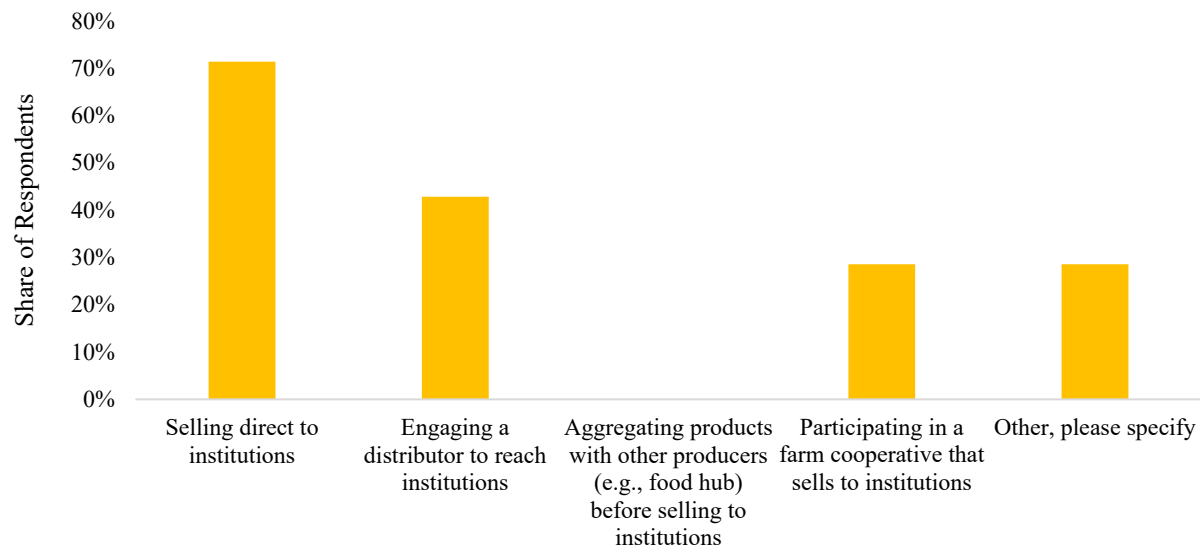 80%
70%
60%
50%
40%
30%
20%
10%
0%
Share of Respondents
Selling direct to
institutions
Engaging a
distributor to reach
institutions
Aggregating products
with other producers
(e.g., food hub)
before selling to
institutions
Participating in a
farm cooperative that
sells to institutions
Other, please specify